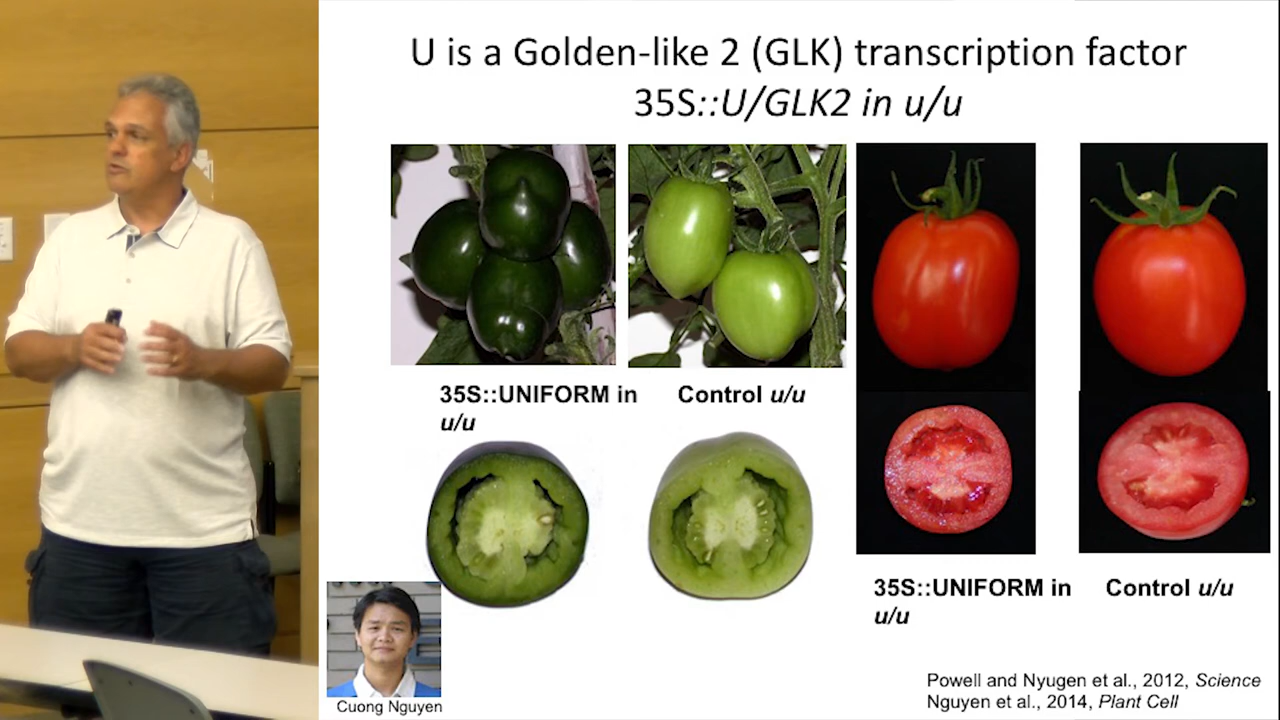 U is a Golden-like 2 (GLK) transcription factor
35S::U/GLK2 in u/u
35S::UNIFORM in
u/u
Control u/u
35S::UNIFORM in
u/u
Control u/u
Cuong Nguyen
Powell and Nyugen et al., 2012, Science
Nguyen et al., 2014, Plant Cell